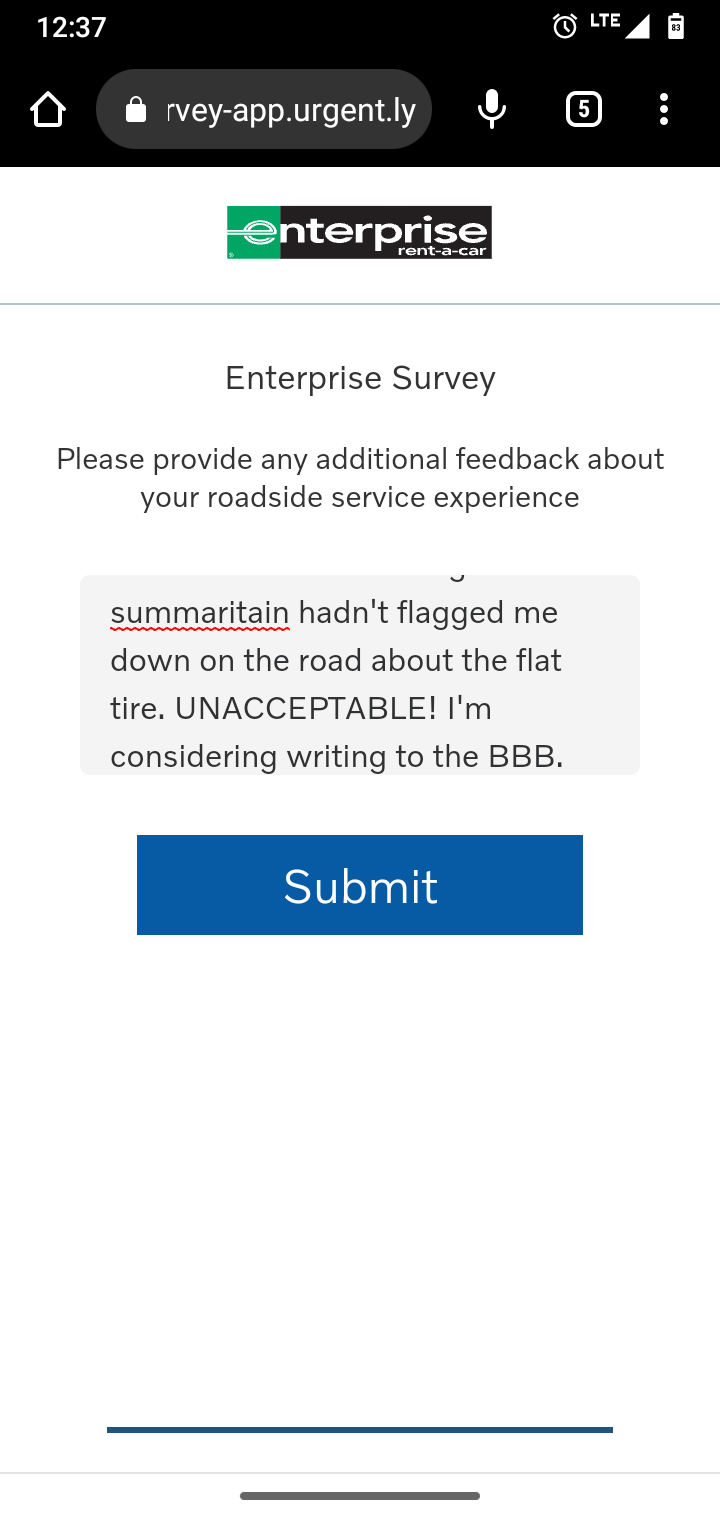 12:37
LTE
83
rvey-app.urgent.ly
5
enterprise
rent-a-car
Enterprise Survey
Please provide any additional feedback about
your roadside service experience
summaritain hadn't flagged me
down on the road about the flat
tire. UNACCEPTABLE! I'm
considering writing to the BBB.
Submit